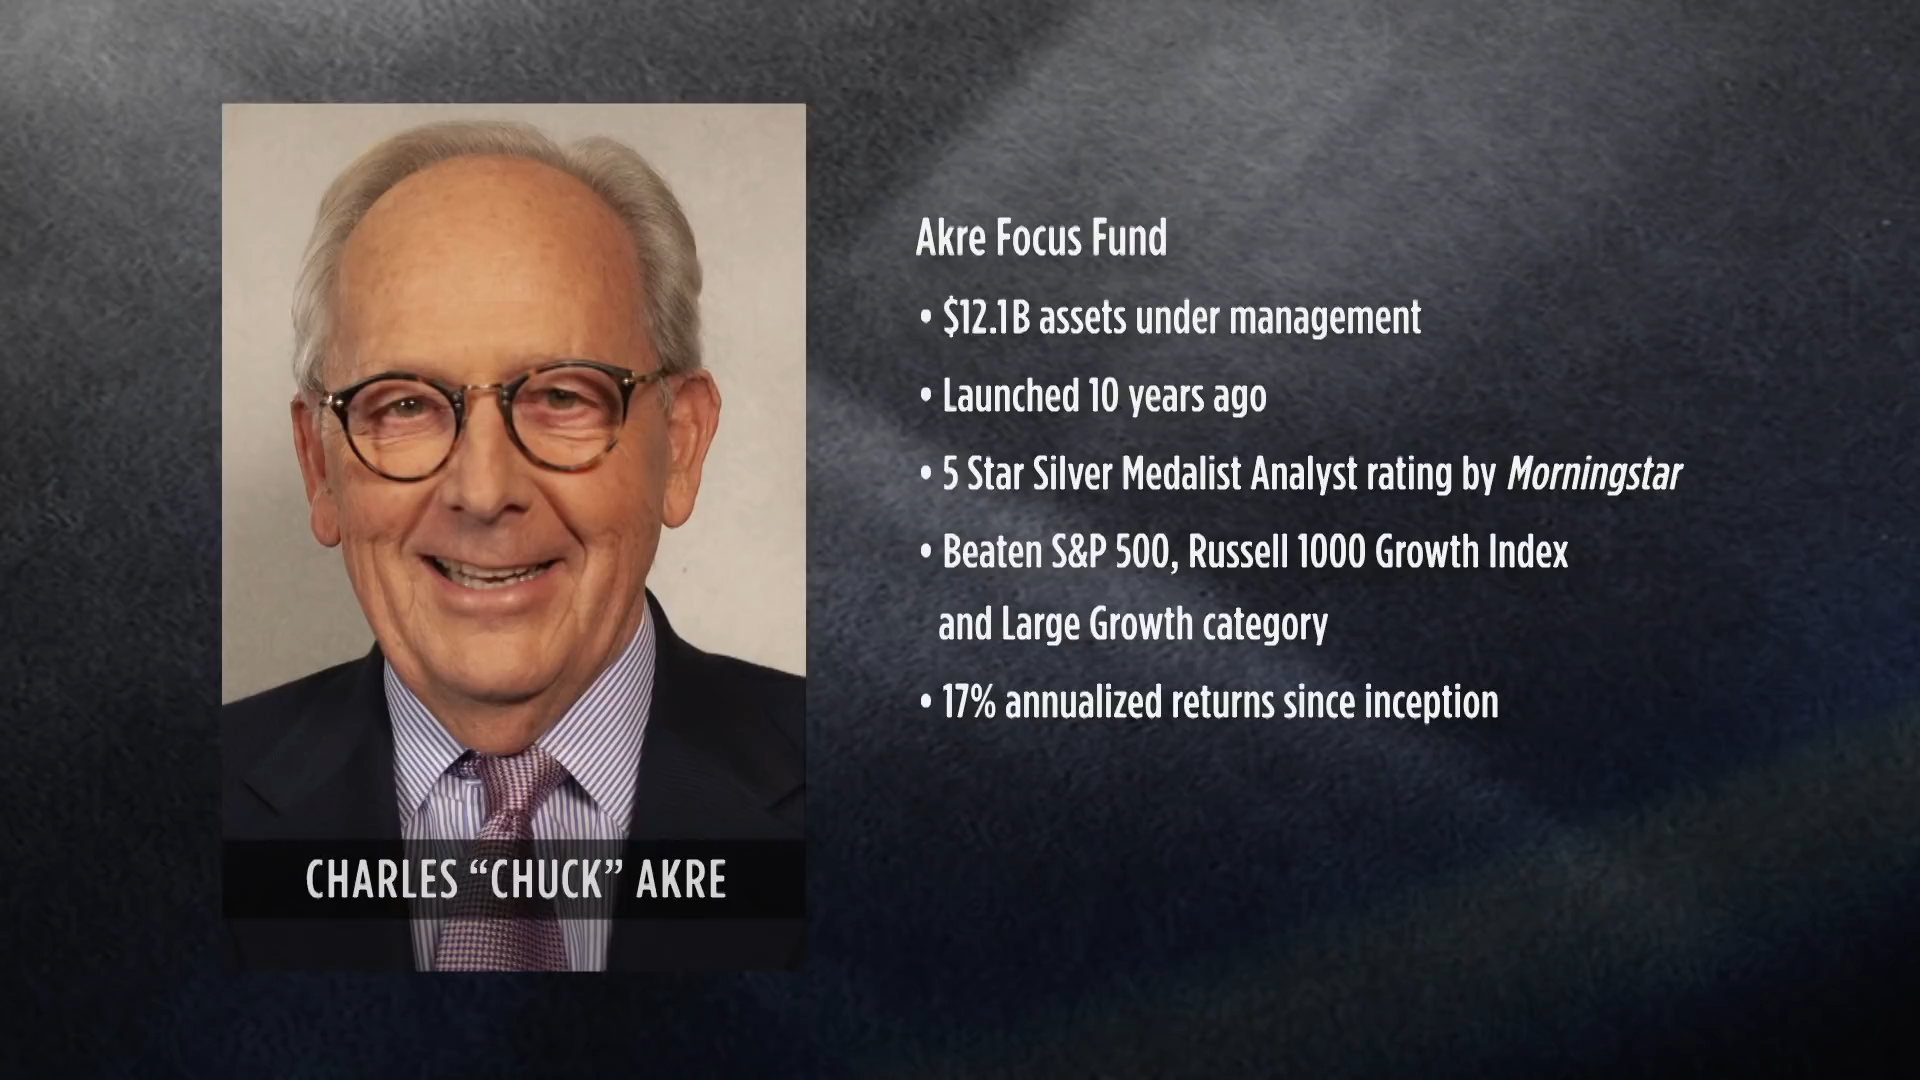 Akre Focus Fund
• $12.1B assets under management
• Launched 10 years ago
• 5 Star Silver Medalist Analyst rating by Morningstar
• Beaten S&P 500, Russell 1000 Growth Index
and Large Growth category
• 17% annualized returns since inception
CHARLES “CHUCK” AKRE